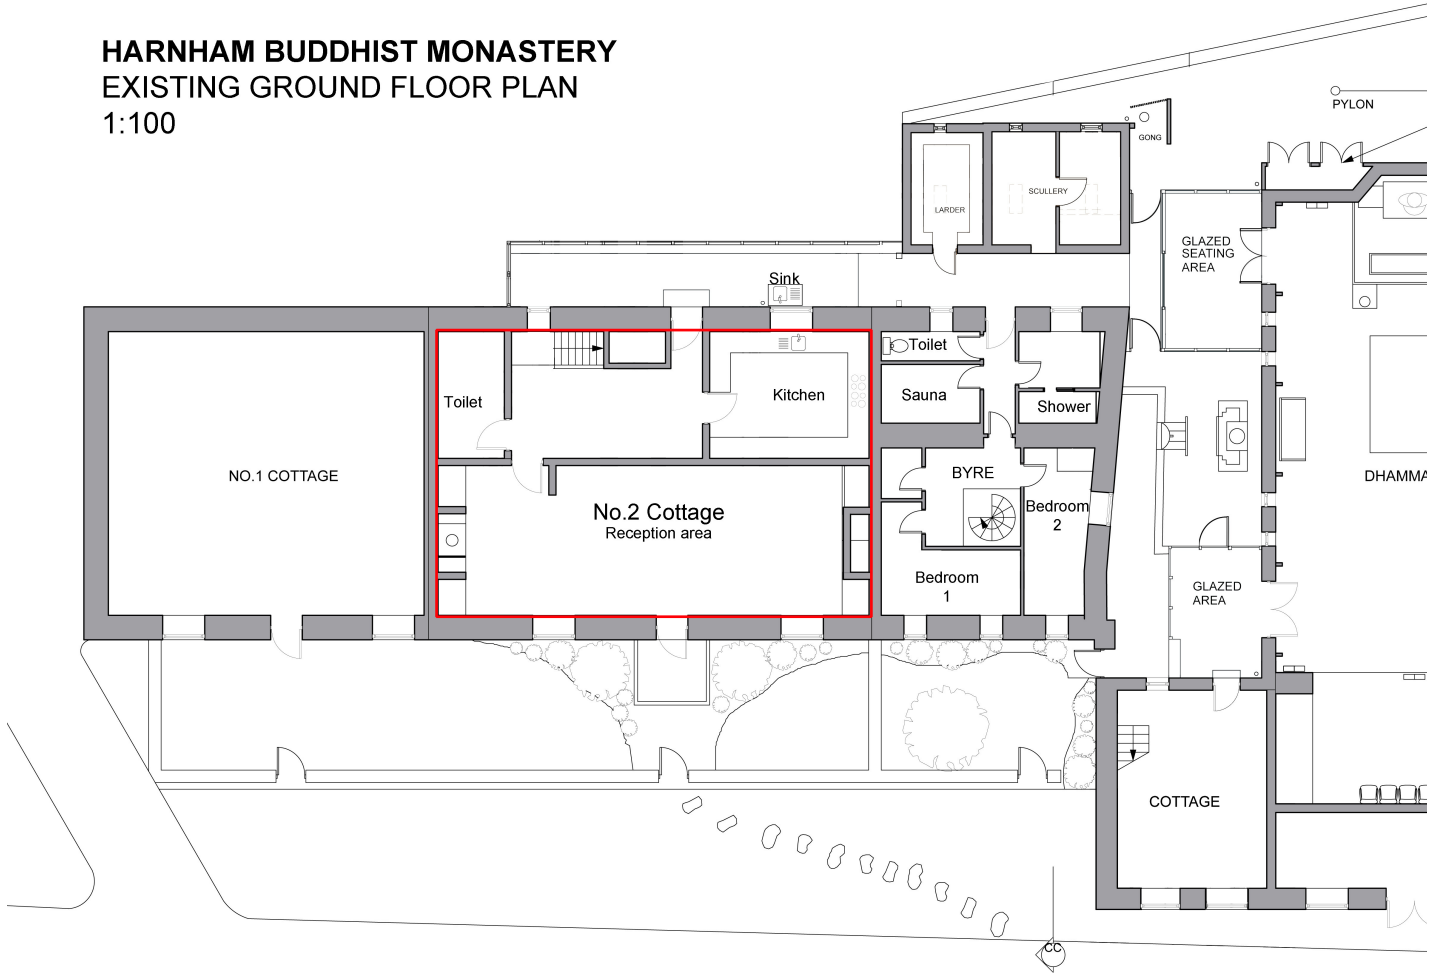 HARNHAM BUDDHIST MONASTERY
EXISTING GROUND FLOOR PLAN
1:100
PYLON
GONG
SCULLERY
LARDER
GLAZED
SEATING
AREA
Sink
Toilet
Toilet
Kitchen
Sauna
Shower
NO.1 COTTAGE
No.2 Cottage
Reception area
BYRE
Bedroom
2
Bedroom
1
DHAMMA
GLAZED
AREA
COTTAGE
CC